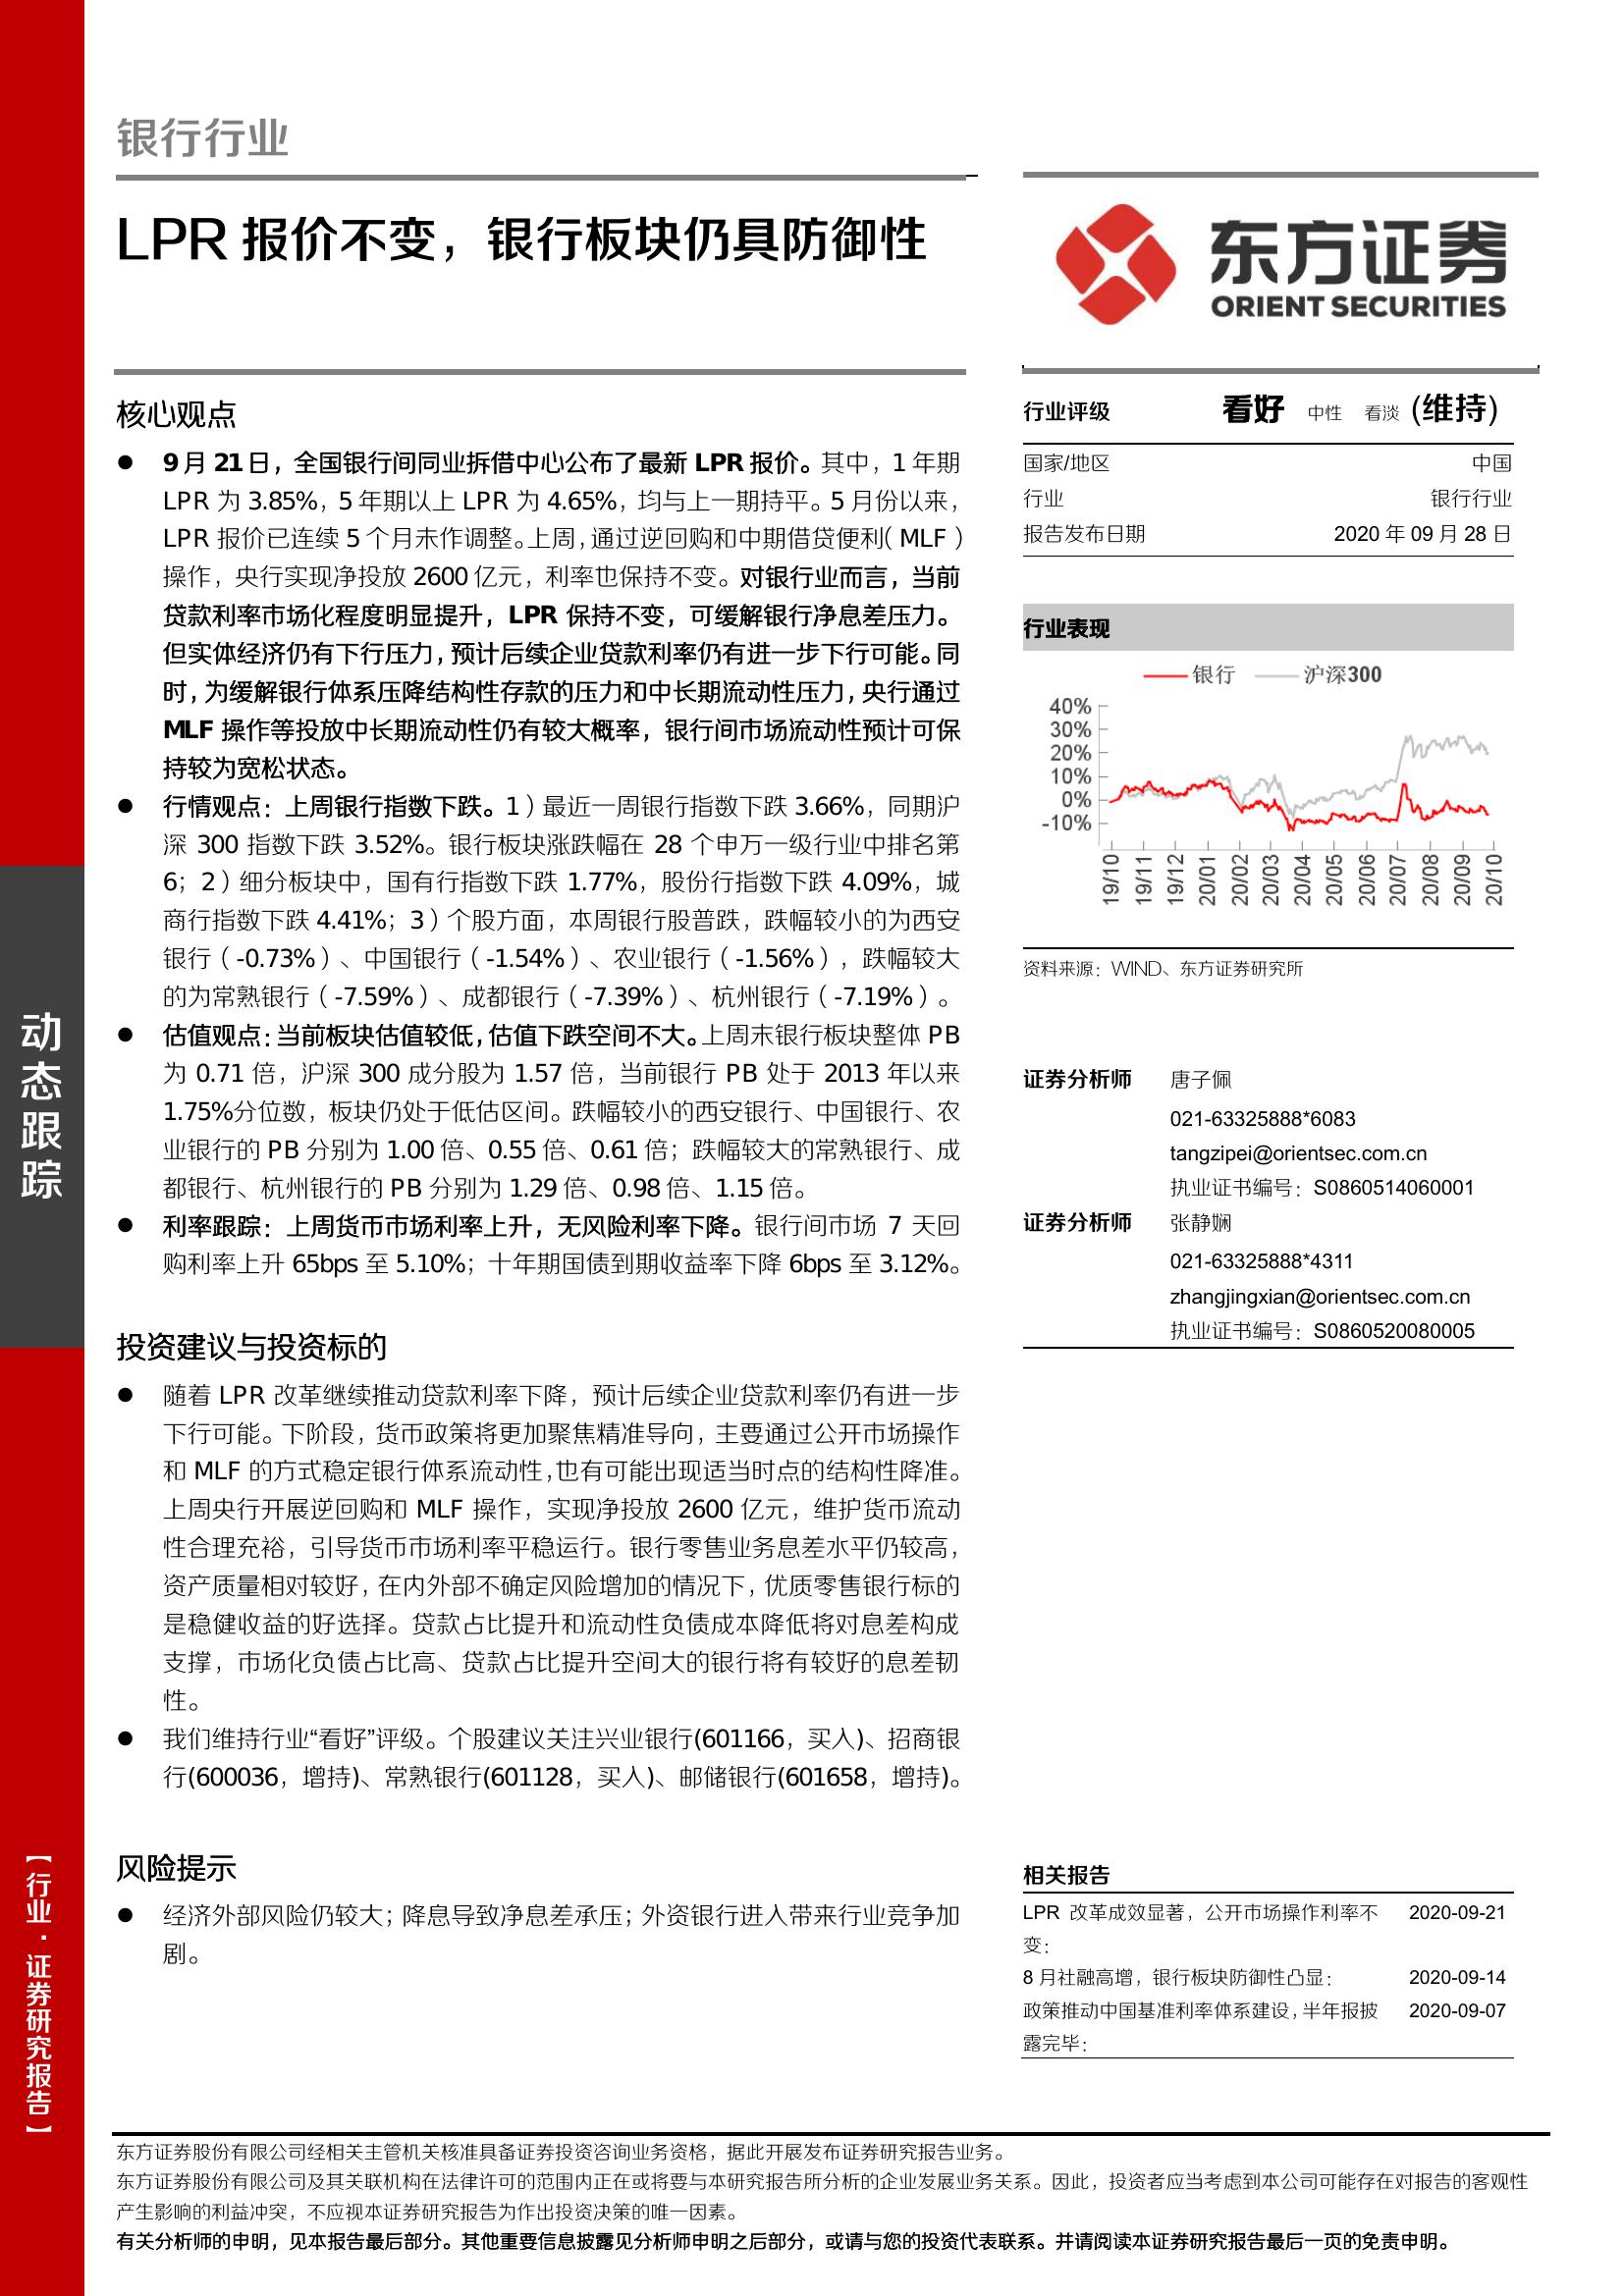 银行行业
LPR 报价不变，银行板块仍具防御性
东方证券
ORIENT SECURITIES
核心观点
● 9 月 21 日，全国银行间同业拆借中心公布了最新 LPR 报价。其中，1 年期
LPR 为 3.85%，5 年期以上 LPR 为 4.65%，均与上一期持平。5 月份以来，
LPR 报价已连续 5 个月未作调整。上周，通过逆回购和中期借贷便利（MLF）
操作，央行实现净投放 2600 亿元，利率也保持不变。对银行业而言，当前
贷款利率市场化程度明显提升，LPR 保持不变，可缓解银行净息差压力。
但实体经济仍有下行压力，预计后续企业贷款利率仍有进一步下行可能。同
时，为缓解银行体系压降结构性存款的压力和中长期流动性压力，央行通过
MLF 操作等投放中长期流动性仍有较大概率，银行间市场流动性预计可保
持较为宽松状态。
● 行情观点：上周银行指数下跌。1）最近一周银行指数下跌 3.66%，同期沪
深 300 指数下跌 3.52%。银行板块涨跌幅在 28 个申万一级行业中排名第
6；2）细分板块中，国有行指数下跌 1.77%，股份行指数下跌 4.09%，城
商行指数下跌 4.41%；3）个股方面，本周银行股普跌，跌幅较小的为西安
银行（-0.73%）、中国银行（-1.54%）、农业银行（-1.56%），跌幅较大
的为常熟银行（-7.59%）、成都银行（-7.39%）、杭州银行（-7.19%）。
● 估值观点：当前板块估值较低，估值下跌空间不大。上周末银行板块整体 PB
为 0.71 倍，沪深 300 成分股为 1.57 倍，当前银行 PB 处于 2013 年以来
1.75%分位数，板块仍处于低估区间。跌幅较小的西安银行、中国银行、农
业银行的 PB 分别为 1.00 倍、0.55 倍、0.61 倍；跌幅较大的常熟银行、成
都银行、杭州银行的 PB 分别为 1.29 倍、0.98 倍、1.15 倍。
● 利率跟踪：上周货币市场利率上升，无风险利率下降。银行间市场 7 天回
购利率上升 65bps 至 5.10%；十年期国债到期收益率下降 6bps 至 3.12%。
投资建议与投资标的
● 随着 LPR 改革继续推动贷款利率下降，预计后续企业贷款利率仍有进一步
下行可能。下阶段，货币政策将更加聚焦精准导向，主要通过公开市场操作
和 MLF 的方式稳定银行体系流动性，也有可能出现适当时点的结构性降准。
上周央行开展逆回购和 MLF 操作，实现净投放 2600 亿元，维护货币流动
性合理充裕，引导货币市场利率平稳运行。银行零售业务息差水平仍较高，
资产质量相对较好，在内外部不确定风险增加的情况下，优质零售银行标的
是稳健收益的好选择。贷款占比提升和流动性负债成本降低将对息差构成
支撑，市场化负债占比高、贷款占比提升空间大的银行将有较好的息差韧
性。
● 我们维持行业“看好”评级。个股建议关注兴业银行(601166，买入)、招商银
行(600036，增持)、常熟银行(601128，买入)、邮储银行(601658，增持)。
风险提示
● 经济外部风险仍较大；降息导致净息差承压；外资银行进入带来行业竞争加
剧。
行业评级 看好 中性 看淡 (维持)
国家/地区 中国
行业 银行行业
报告发布日期 2020 年 09 月 28 日
行业表现
银行 沪深300
40%
30%
20%
10%
0%
-10%
19/10 19/11 19/12 20/01 20/02 20/03 20/04 20/05 20/06 20/07 20/08 20/09 20/10
资料来源：WIND、东方证券研究所
证券分析师 唐子佩
021-63325888*6083
tangzipei@orientsec.com.cn
执业证书编号：S0860514060001
证券分析师 张静娴
021-63325888*4311
zhangjingxian@orientsec.com.cn
执业证书编号：S0860520080005
相关报告
LPR 改革成效显著，公开市场操作利率不 2020-09-21
变：
8 月社融高增，银行板块防御性凸显： 2020-09-14
政策推动中国基准利率体系建设，半年报披 2020-09-07
露完毕：
动态跟踪
【行业·证券研究报告】
东方证券股份有限公司经相关主管机关核准具备证券投资咨询业务资格，据此开展发布证券研究报告业务。
东方证券股份有限公司及其关联机构在法律许可的范围内正在或将要与本研究报告所分析的企业发展业务关系。因此，投资者应当考虑到本公司可能存在对报告的客观性
产生影响的利益冲突，不应视本证券研究报告为作出投资决策的唯一因素。
有关分析师的申明，见本报告最后部分。其他重要信息披露见分析师申明之后部分，或请与您的投资代表联系。并请阅读本证券研究报告最后一页的免责申明。